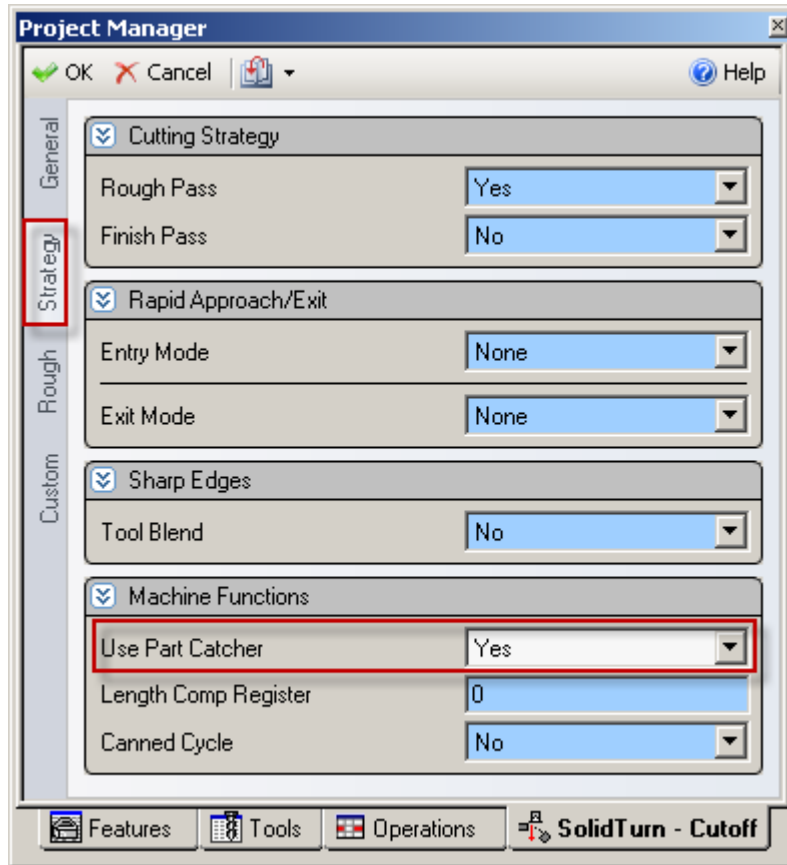 Project Manager
OK Cancel Help
General
Strategy
Rough
Custom
Cutting Strategy
Rough Pass Yes
Finish Pass No
Rapid Approach/Exit
Entry Mode None
Exit Mode None
Sharp Edges
Tool Blend No
Machine Functions
Use Part Catcher Yes
Length Comp Register 0
Canned Cycle No
Features Tools Operations SolidTurn - Cutoff